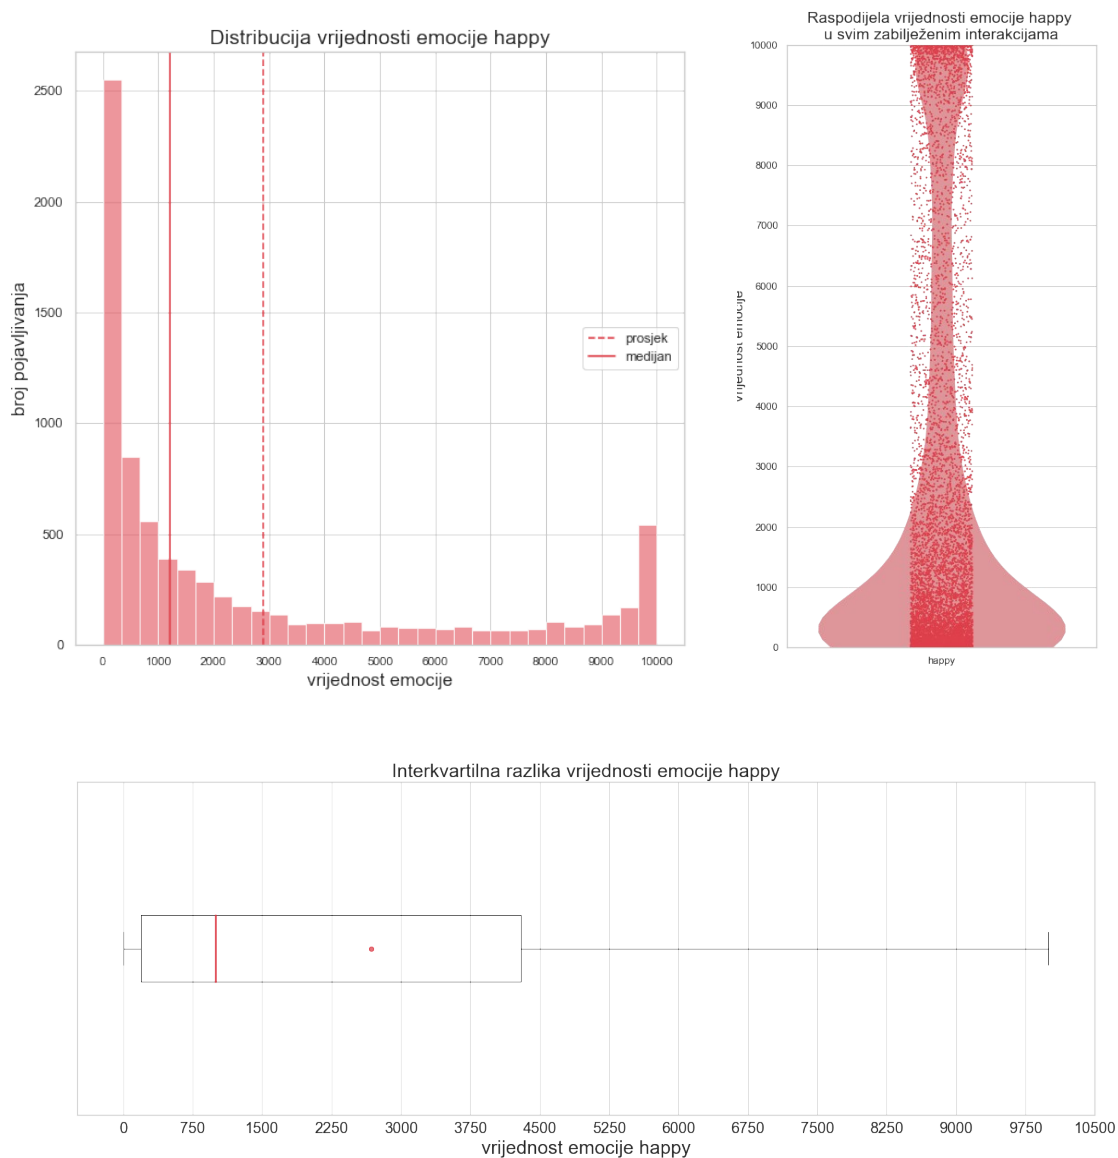 Distribucija vrijednosti emocije happy
broj pojavljivanja
2500
2000
1500
1000
500
0
prosjek
medijan
0 1000 2000 3000 4000 5000 6000 7000 8000 9000 10000
vrijednost emocije
Raspodijela vrijednosti emocije happy
u svim zabilježenim interakcijama
vrijednost emocije
10000
9000
8000
7000
6000
5000
4000
3000
2000
1000
0
happy
Interkvartilna razlika vrijednosti emocije happy
0 750 1500 2250 3000 3750 4500 5250 6000 6750 7500 8250 9000 9750 10500
vrijednost emocije happy